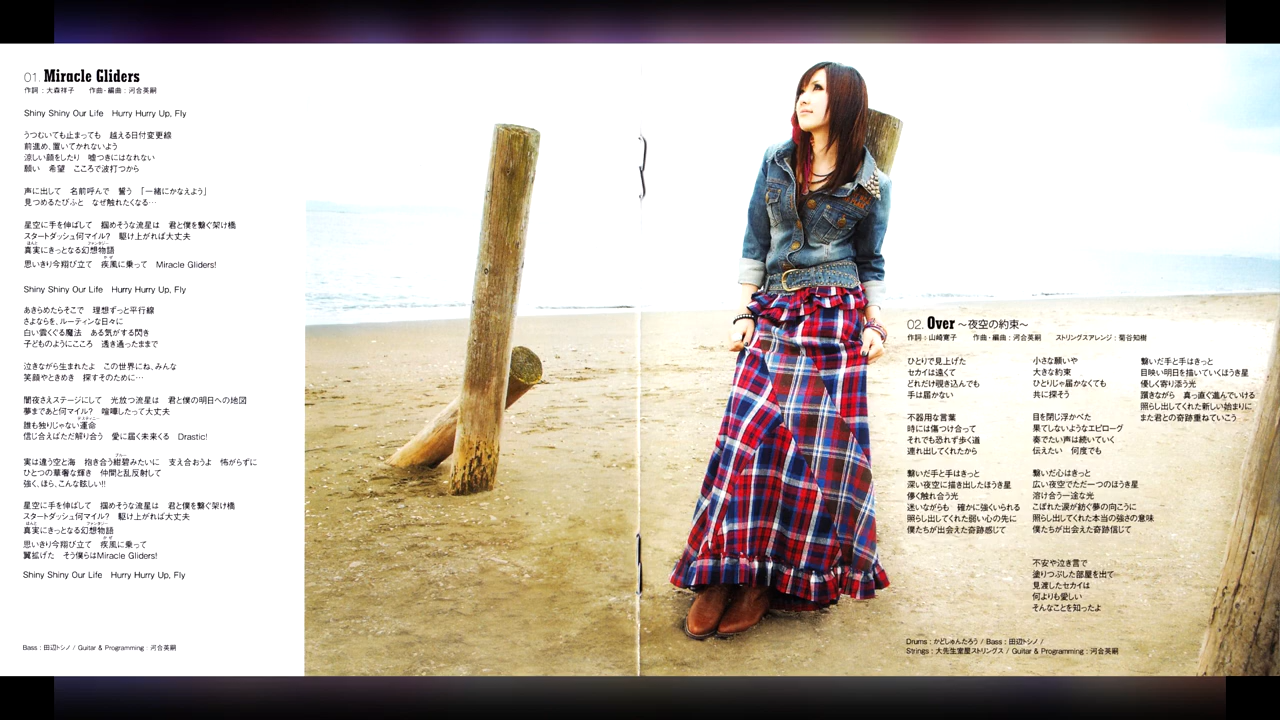 01. Miracle Gliders
作詞：大森祥子　作曲・編曲：河合英嗣
Shiny Shiny Our Life　Hurry Hurry Up, Fly
うつむいても止まっても　越える日付変更線
前進め、置いてかれないよう
涼しい顔をしたり　嘘つきにはなれない
願い　希望　こころで波打つから
声に出して　名前呼んで　誓う　「一緒にかなえよう」
見つめるたびふと　なぜ触れたくなる…
星空に手を伸ばして　掴めそうな流星は　君と僕を繋ぐ架け橋
スタートダッシュ何マイル？　駆け上がれば大丈夫
ほんと　ファンタジー
真実にきっとなる幻想物語
かぜ
思いきり今翔び立て　疾風に乗って　Miracle Gliders!
Shiny Shiny Our Life　Hurry Hurry Up, Fly
あきらめたらそこで　理想ずっと平行線
さよならを、ルーティンな日々に
白い雲くぐる魔法　ある気がする閃き
子どものようにこころ　透き通ったままで
泣きながら生まれたよ　この世界にね、みんな
笑顔やときめき　探すそのために…
闇夜さえステージにして　光放つ流星は　君と僕の明日への地図
夢まであと何マイル？　喧嘩したって大丈夫
デスティニー
誰も独りじゃない運命
信じ合えばただ解り合う　愛に届く未来くる　Drastic!
ブルー
実は違う空と海　抱き合う紺碧みたいに　支え合おうよ　怖がらずに
ひとつの華奢な輝き　仲間と乱反射して
強く、ほら、こんな眩しい!!
星空に手を伸ばして　掴めそうな流星は　君と僕を繋ぐ架け橋
スタートダッシュ何マイル？　駆け上がれば大丈夫
ほんと　ファンタジー
真実にきっとなる幻想物語
かぜ
思いきり今翔び立て　疾風に乗って
翼拡げた　そう僕らはMiracle Gliders!
Shiny Shiny Our Life　Hurry Hurry Up, Fly
Bass：田辺トシノ / Guitar & Programming　河合英嗣
02. Over ～夜空の約束～
作詞：山崎寛子　作曲・編曲：河合英嗣　ストリングスアレンジ：菊谷知樹
ひとりで見上げた
セカイは遠くて
どれだけ覗き込んでも
手は届かない
不器用な言葉
時には傷つけ合って
それでも恐れず歩く道
連れ出してくれたから
繋いだ手と手はきっと
深い夜空に描き出したほうき星
儚く触れ合う光
迷いながらも　確かに強くいられる
照らし出してくれた弱い心の先に
僕たちが出会えた奇跡感じて
小さな願いや
大きな約束
ひとりじゃ届かなくても
共に探そう
目を閉じ浮かべた
果てしないようなエピローグ
奏でたい声は続いていく
伝えたい　何度でも
繋いだ心はきっと
広い夜空でただ一つのほうき星
溶け合う一途な光
こぼれた涙が紡ぐ夢の向こうに
照らし出してくれた本当の強さの意味
僕たちが出会えた奇跡信じて
不安や泣き言で
塗りつぶした部屋を出て
見渡したセカイは
何よりも愛しい
そんなことを知ったよ
繋いだ手と手はきっと
目映い明日を描いていくほうき星
優しく寄り添う光
躓きながら　真っ直ぐ進んでいける
照らし出してくれた新しい始まりに
また君との奇跡重ねていこう
Drums：かどしゅんたろう / Bass：田辺トシノ /
Strings：大先生室屋ストリングス / Guitar & Programming：河合英嗣